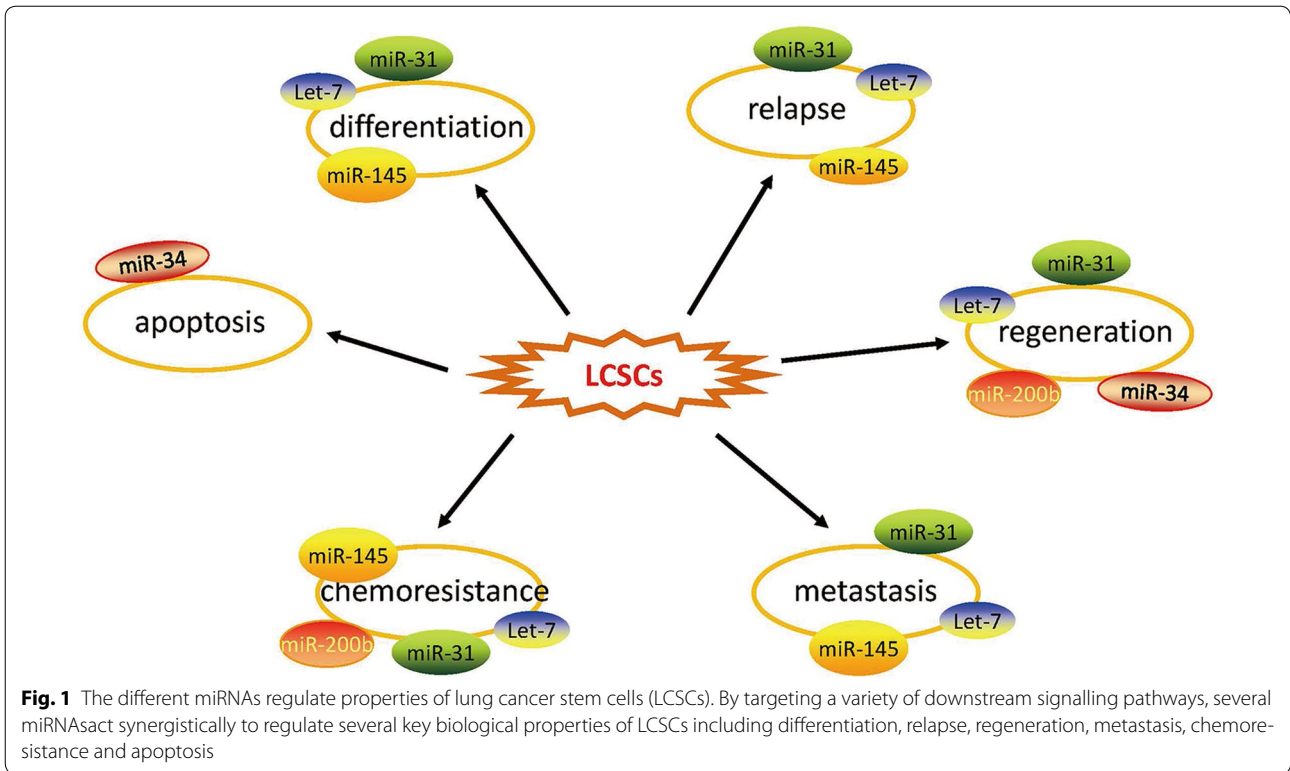 miR-31
Let-7
differentiation
miR-145
miR-31
Let-7
relapse
miR-145
miR-34
apoptosis
miR-31
Let-7
regeneration
miR-200b
miR-34
LCSCs
miR-145
chemoresistance
Let-7
miR-200b
miR-31
miR-31
metastasis
Let-7
miR-145
Fig. 1 The different miRNAs regulate properties of lung cancer stem cells (LCSCs). By targeting a variety of downstream signalling pathways, several
miRNAsact synergistically to regulate several key biological properties of LCSCs including differentiation, relapse, regeneration, metastasis, chemore-
sistance and apoptosis